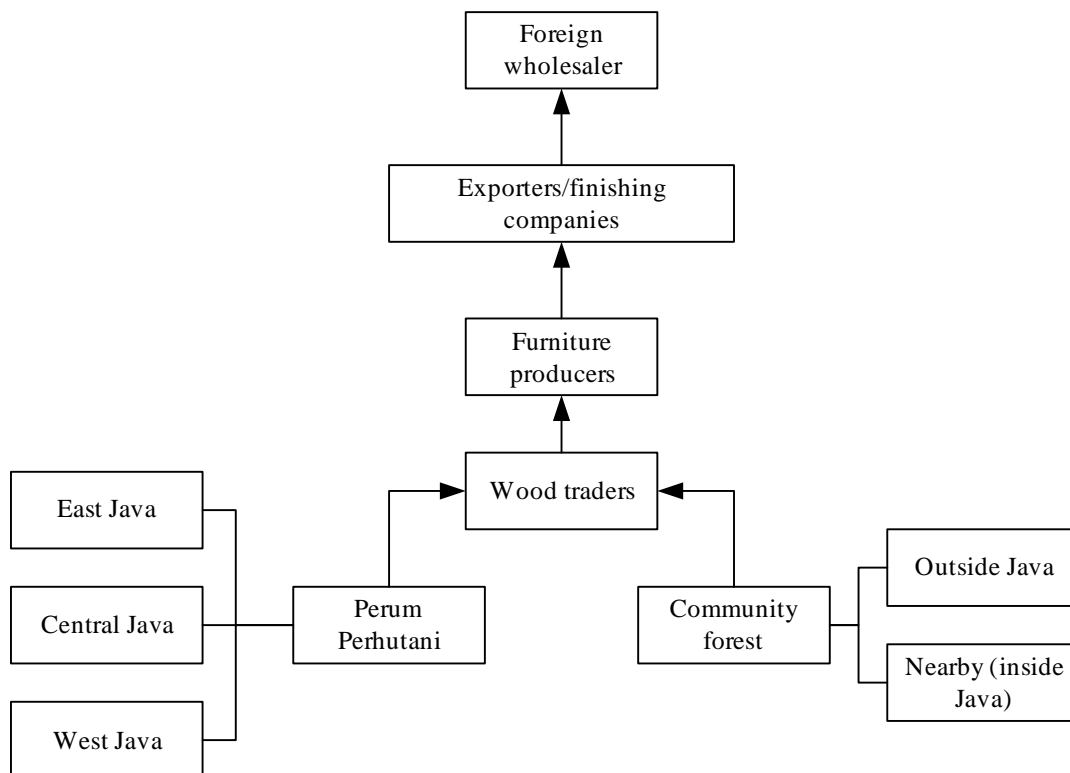 Foreign
wholesaler
Exporters/finishing
companies
Furniture
producers
Wood traders
East Java
Central Java
West Java
Perum
Perhutani
Community
forest
Outside Java
Nearby (inside
Java)